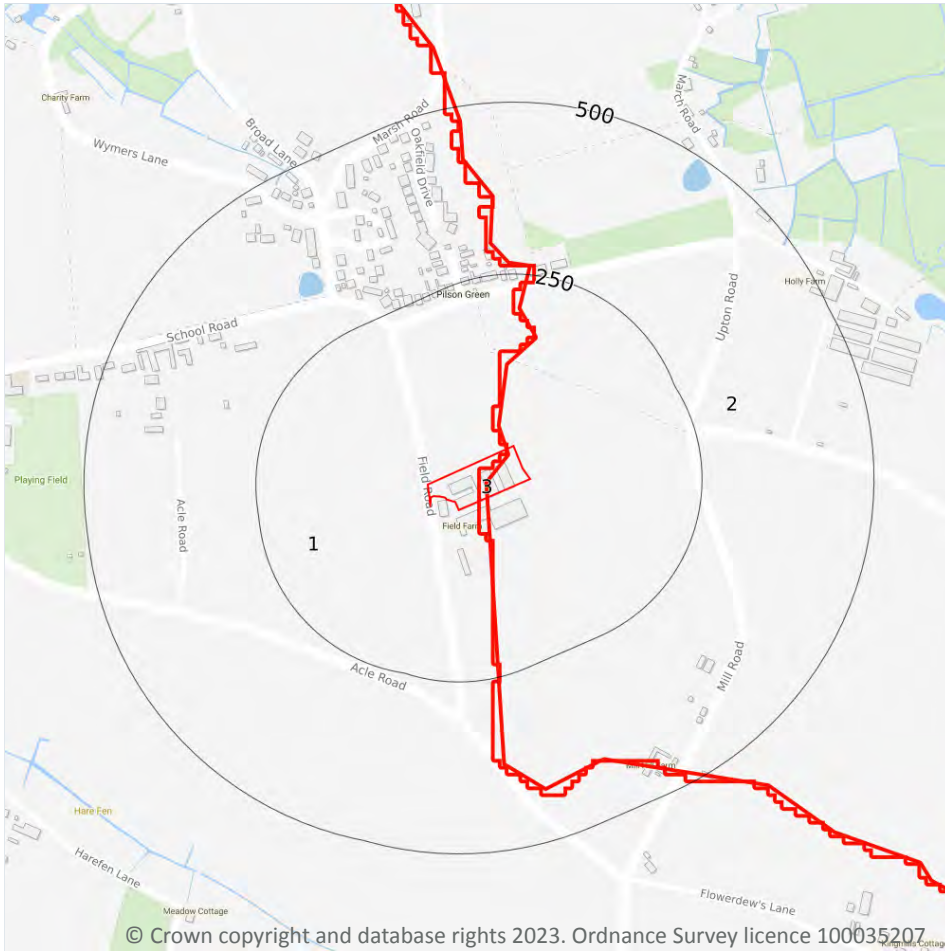 500
Charity Farm
Marsh Road
March Road
Broad Lane
Wymers Lane
Oakfield Drive
250
Pilson Green
Holly Farm
Upton Road
School Road
2
Playing Field
Field Road
3
Acle Road
Field Farm
1
Acle Road
Mill Road
Hare Fen
Harefen Lane
Flowerdew's Lane
Meadow Cottage
© Crown copyright and database rights 2023. Ordnance Survey licence 100035207